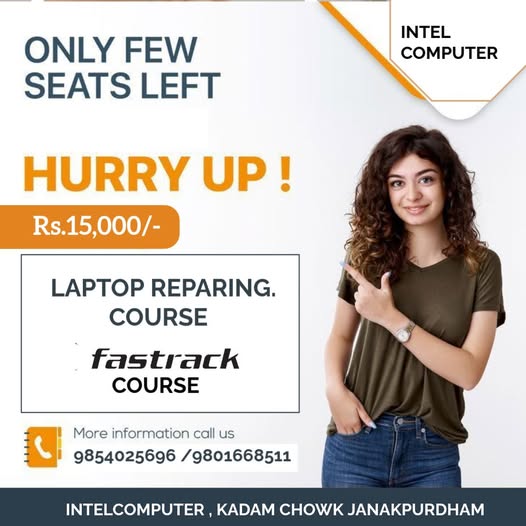 ONLY FEW
SEATS LEFT
INTEL
COMPUTER
HURRY UP !
Rs.15,000/-
LAPTOP REPARING.
COURSE
fastrack
COURSE
More information call us
9854025696 /9801668511
INTELCOMPUTER , KADAM CHOWK JANAKPURDHAM